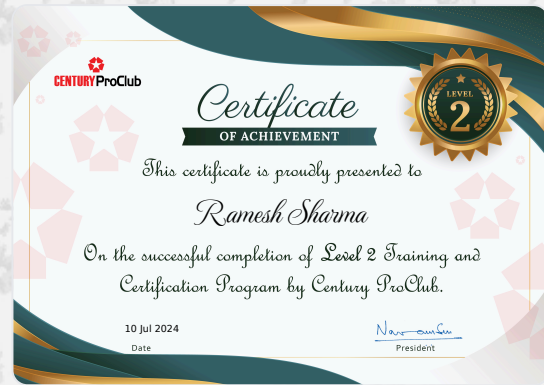 CENTURY ProClub
Certificate
OF ACHIEVEMENT
LEVEL
2
This certificate is proudly presented to
Ramesh Sharma
On the successful completion of Level 2 Training and
Certification Program by Century ProClub.
10 Jul 2024
Date
President